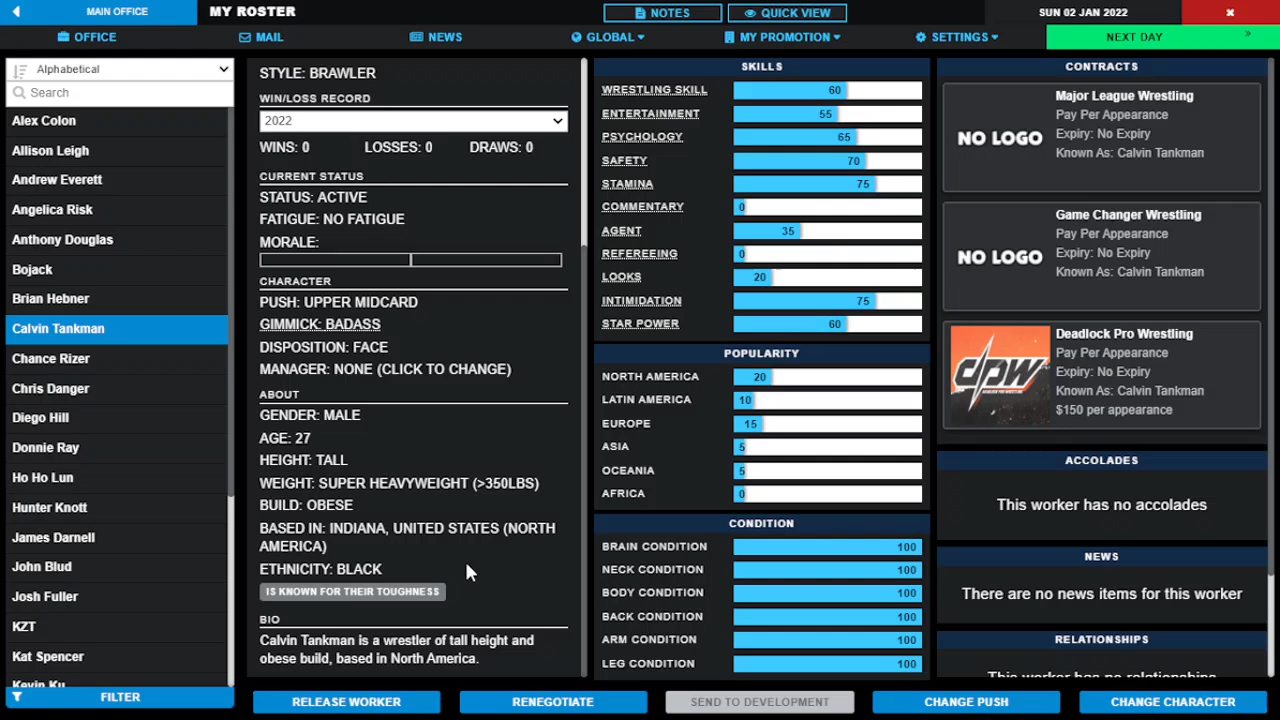 MAIN OFFICE
MY ROSTER
NOTES
QUICK VIEW
SUN 02 JAN 2022
OFFICE
MAIL
NEWS
GLOBAL
MY PROMOTION
SETTINGS
NEXT DAY
Alphabetical
Search
Alex Colon
Allison Leigh
Andrew Everett
Angelica Risk
Anthony Douglas
Bojack
Brian Hebner
Calvin Tankman
Chance Rizer
Chris Danger
Diego Hill
Donnie Ray
Ho Ho Lun
Hunter Knott
James Darnell
John Blud
Josh Fuller
KZT
Kat Spencer
Kevin Ku
FILTER
STYLE: BRAWLER
WIN/LOSS RECORD
2022
WINS: 0 LOSSES: 0 DRAWS: 0
CURRENT STATUS
STATUS: ACTIVE
FATIGUE: NO FATIGUE
MORALE:
CHARACTER
PUSH: UPPER MIDCARD
GIMMICK: BADASS
DISPOSITION: FACE
MANAGER: NONE (CLICK TO CHANGE)
ABOUT
GENDER: MALE
AGE: 27
HEIGHT: TALL
WEIGHT: SUPER HEAVYWEIGHT (>350LBS)
BUILD: OBESE
BASED IN: INDIANA, UNITED STATES (NORTH
AMERICA)
ETHNICITY: BLACK
IS KNOWN FOR THEIR TOUGHNESS
BIO
Calvin Tankman is a wrestler of tall height and
obese build, based in North America.
SKILLS
WRESTLING SKILL 60
ENTERTAINMENT 55
PSYCHOLOGY 65
SAFETY 70
STAMINA 75
COMMENTARY 0
AGENT 35
REFEREEING 0
LOOKS 20
INTIMIDATION 75
STAR POWER 60
POPULARITY
NORTH AMERICA 20
LATIN AMERICA 10
EUROPE 15
ASIA 5
OCEANIA 5
AFRICA 0
CONDITION
BRAIN CONDITION 100
NECK CONDITION 100
BODY CONDITION 100
BACK CONDITION 100
ARM CONDITION 100
LEG CONDITION 100
CONTRACTS
NO LOGO
Major League Wrestling
Pay Per Appearance
Expiry: No Expiry
Known As: Calvin Tankman
NO LOGO
Game Changer Wrestling
Pay Per Appearance
Expiry: No Expiry
Known As: Calvin Tankman
dpw
Deadlock Pro Wrestling
Pay Per Appearance
Expiry: No Expiry
Known As: Calvin Tankman
$150 per appearance
ACCOLADES
This worker has no accolades
NEWS
There are no news items for this worker
RELATIONSHIPS
This worker has no relationships
RELEASE WORKER
RENEGOTIATE
SEND TO DEVELOPMENT
CHANGE PUSH
CHANGE CHARACTER